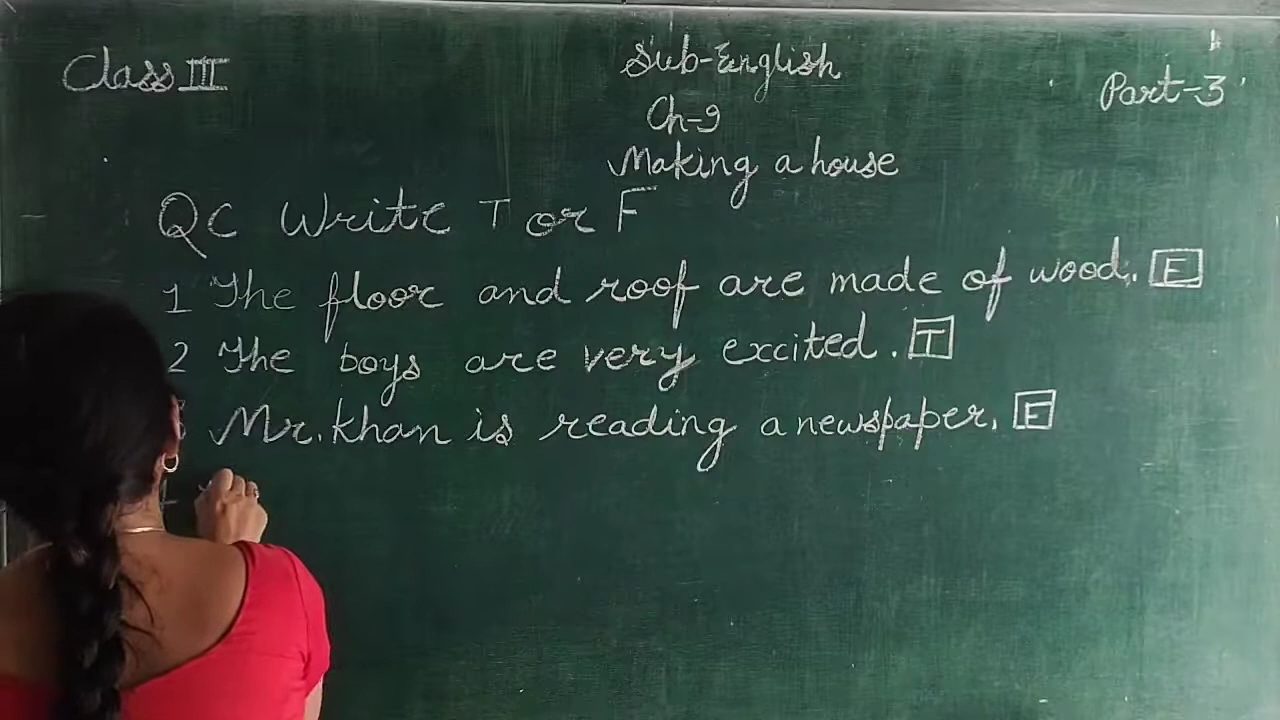 Class III
Sub-English
Part-3
Ch-9
Making a house
QC Write T or F
1 The floor and roof are made of wood. F
2 The boys are very excited. T
3 Mr. Khan is reading a newspaper. F